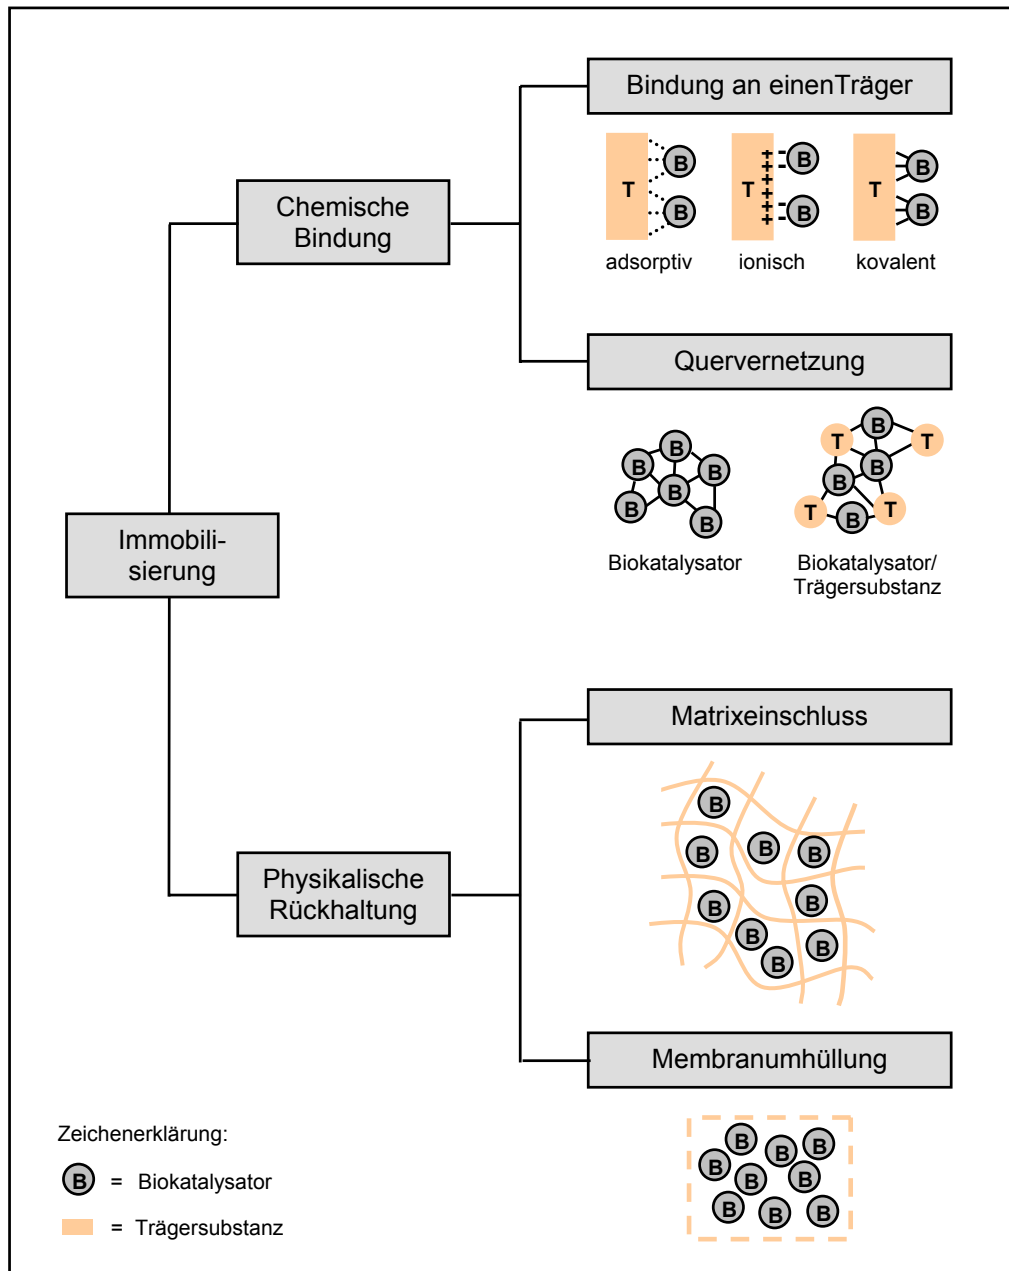 Bindung an einenTräger
T B B
T + + + + + + - - - - B B
T B B
adsorptiv
ionisch
kovalent
Chemische
Bindung
Quervernetzung
B B B B B B
T B T B B T B T
Biokatalysator
Biokatalysator/
Trägersubstanz
Immobili-
sierung
Matrixeinschluss
B
B B B
B B
B B
B
Physikalische
Rückhaltung
Membranumhüllung
B B B
B B B
B B B
Zeichenerklärung:
B = Biokatalysator
= Trägersubstanz